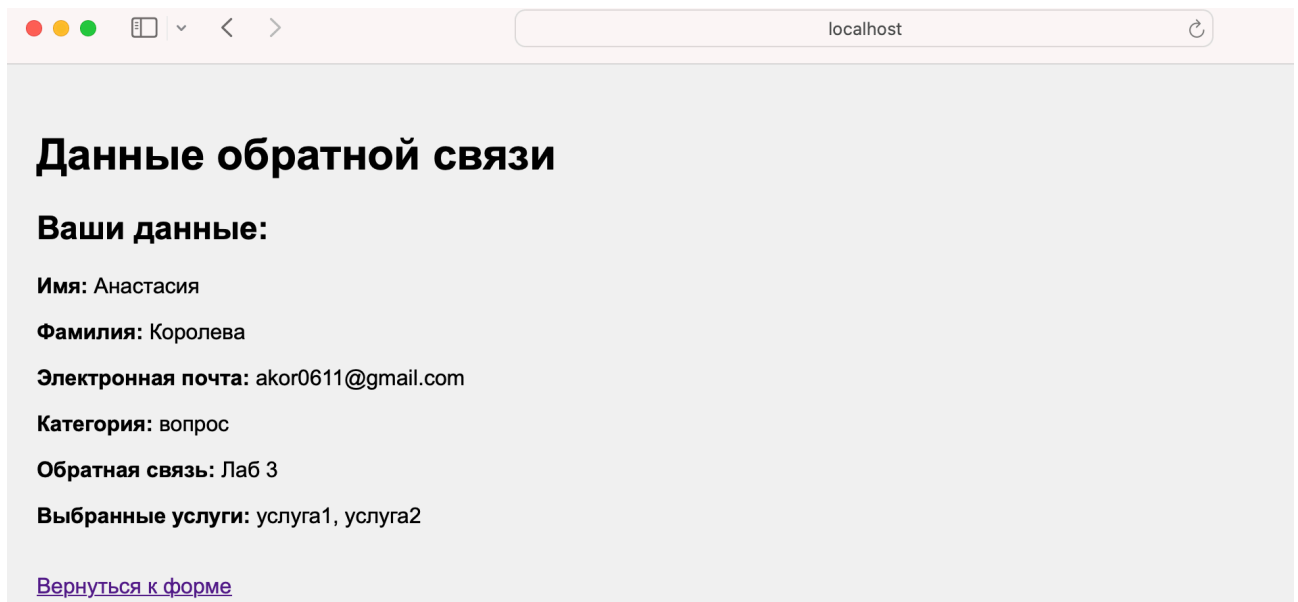 localhost
Данные обратной связи
Ваши данные:
Имя: Анастасия
Фамилия: Королева
Электронная почта: akor0611@gmail.com
Категория: вопрос
Обратная связь: Лаб 3
Выбранные услуги: услуга1, услуга2
Вернуться к форме